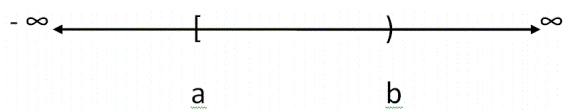 - ∞ [ ) ∞
a b